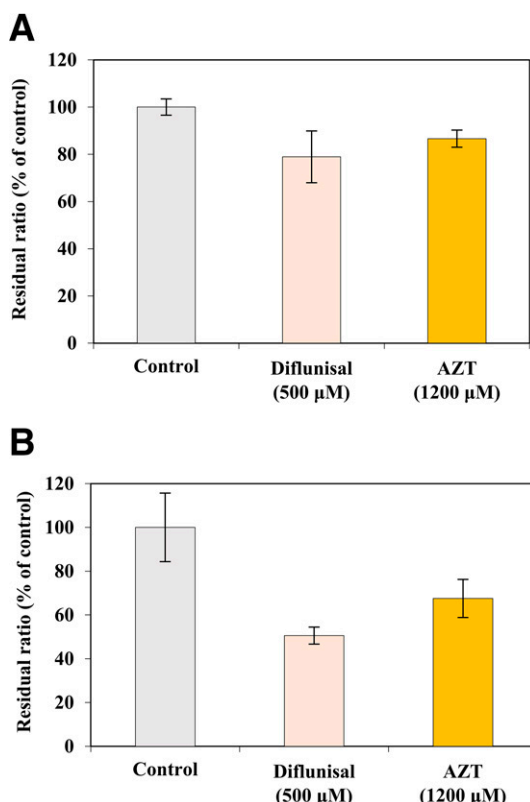 A
Residual ratio (% of control)
120
100
80
60
40
20
0
Control
Diflunisal
(500 µM)
AZT
(1200 µM)
B
Residual ratio (% of control)
120
100
80
60
40
20
0
Control
Diflunisal
(500 µM)
AZT
(1200 µM)